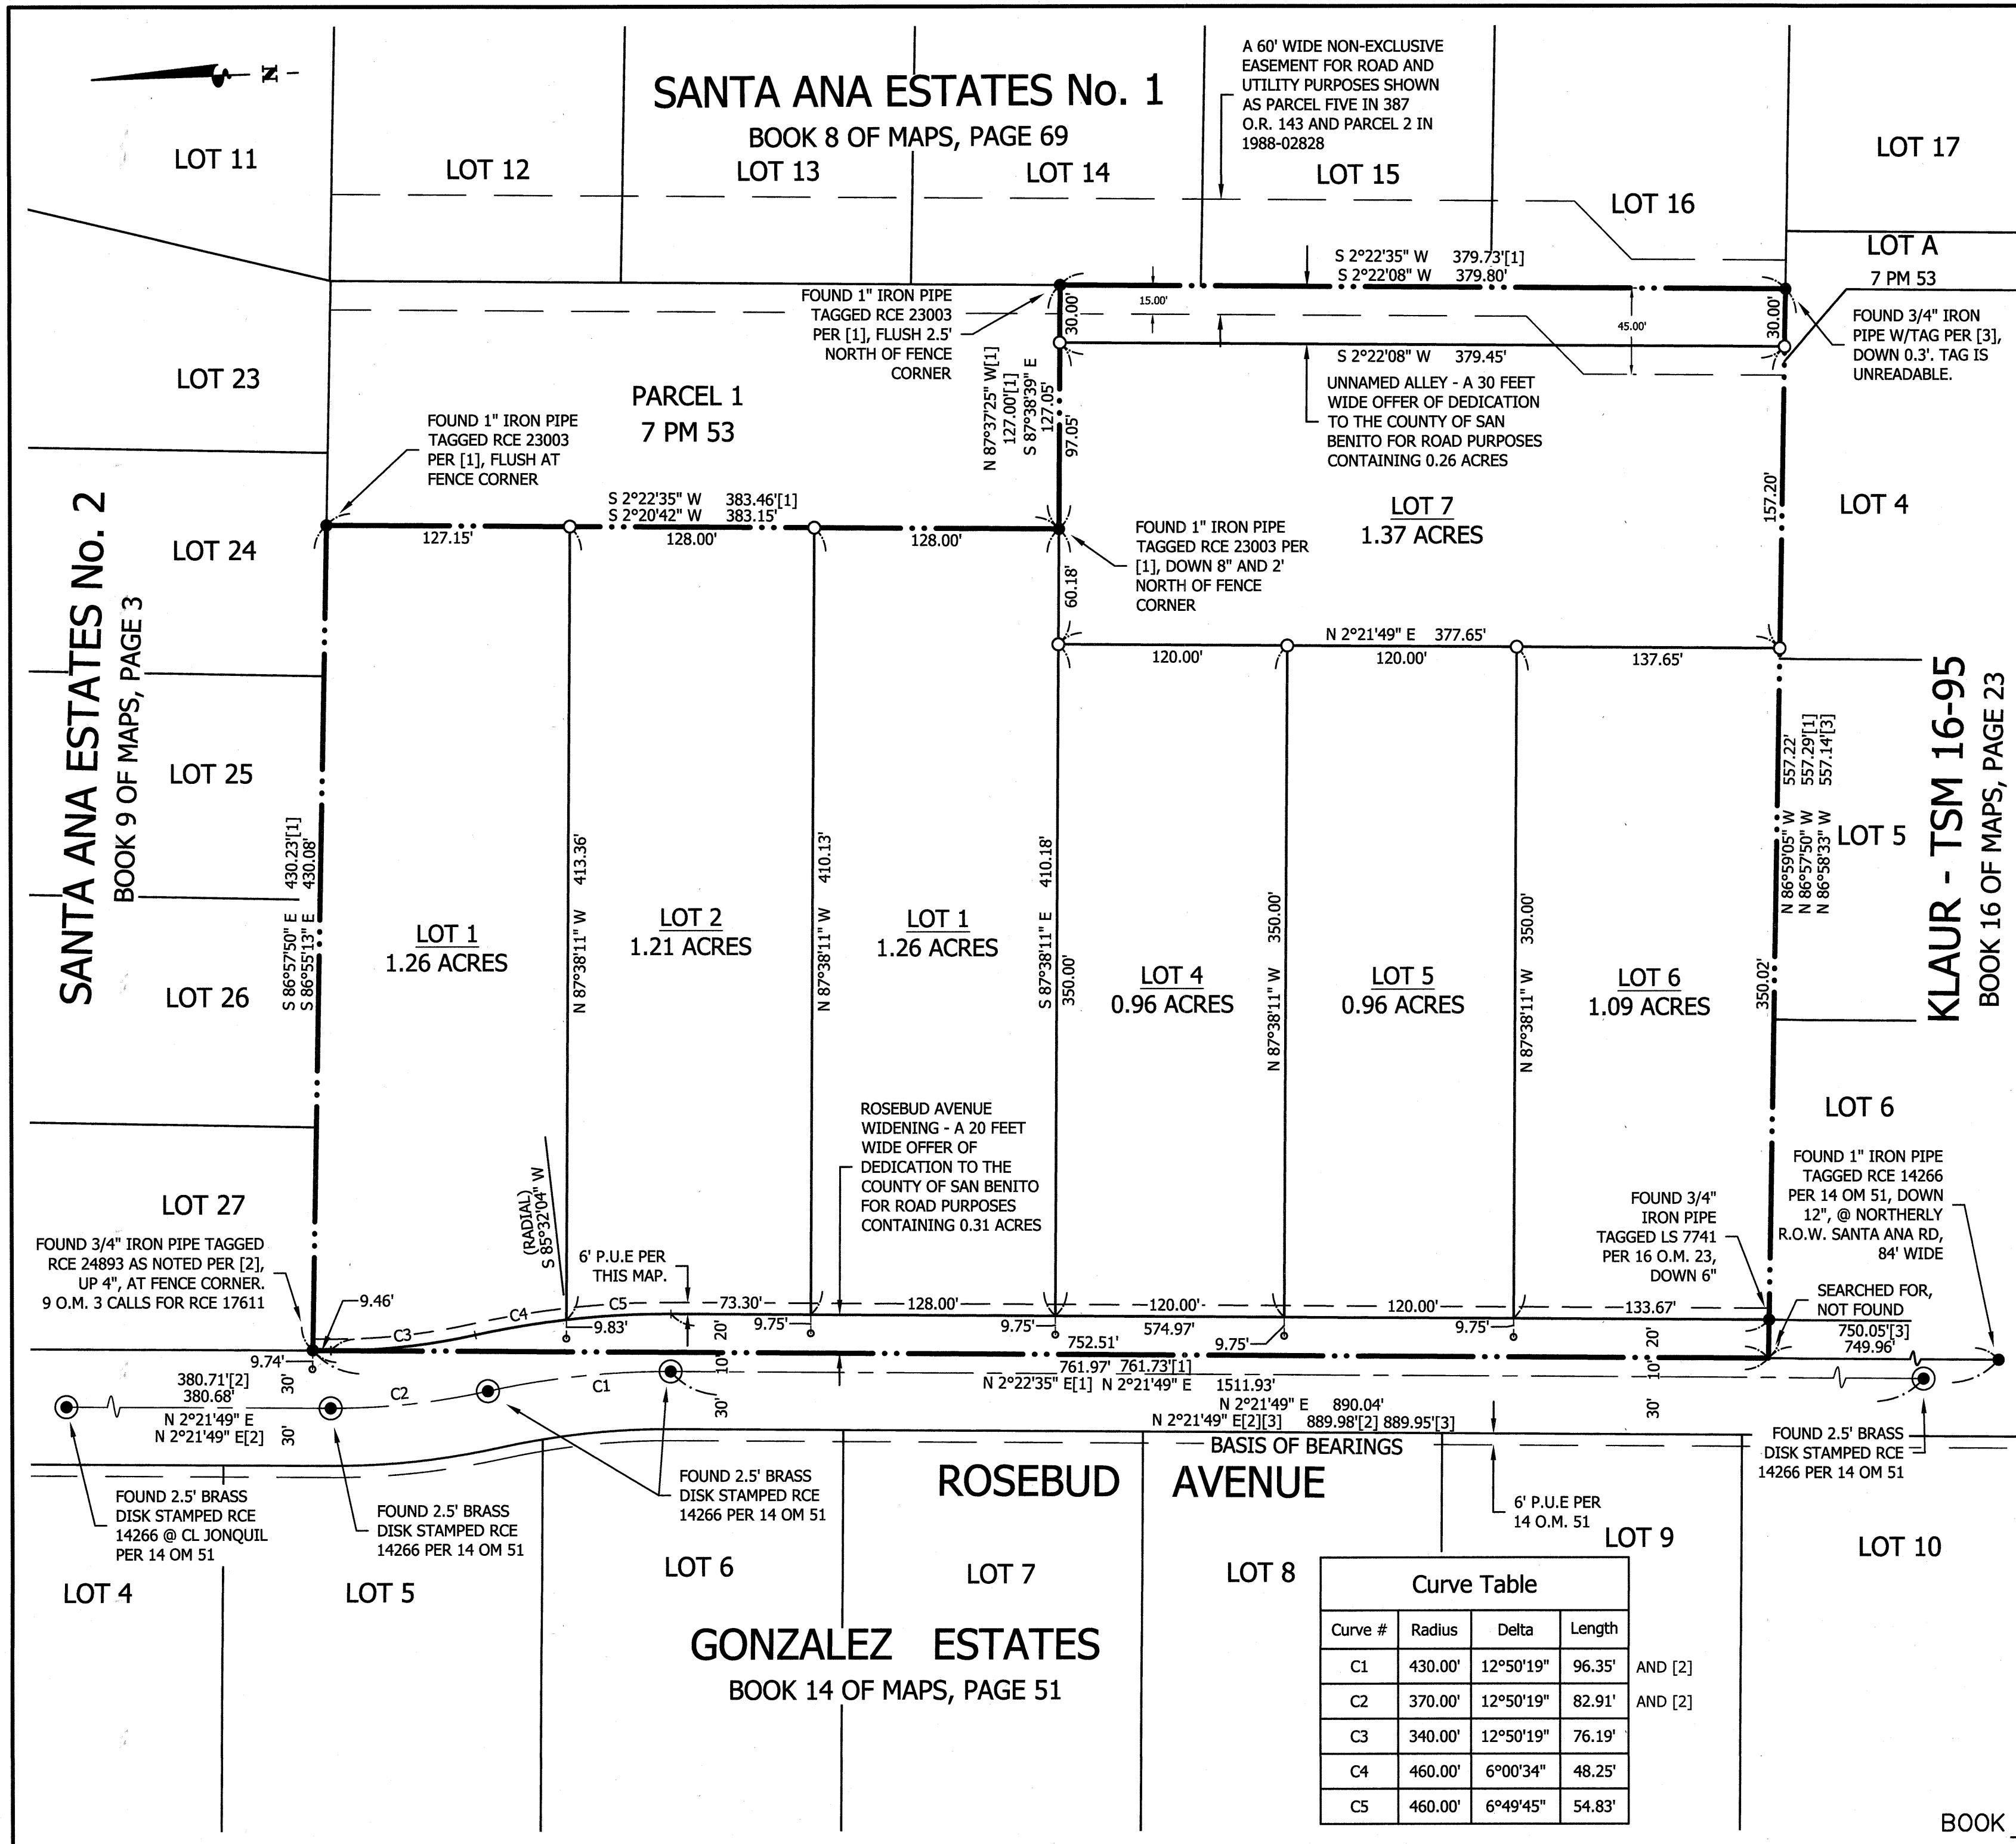 N
SANTA ANA ESTATES No. 1
BOOK 8 OF MAPS, PAGE 69
A 60' WIDE NON-EXCLUSIVE
EASEMENT FOR ROAD AND
UTILITY PURPOSES SHOWN
AS PARCEL FIVE IN 387
O.R. 143 AND PARCEL 2 IN
1988-02828
LOT 11
LOT 12
LOT 13
LOT 14
LOT 15
LOT 16
LOT 17
LOT A
7 PM 53
S 2°22'35" W 379.73'[1]
S 2°22'08" W 379.80'
15.00'
45.00'
30.00'
30.00'
FOUND 1" IRON PIPE
TAGGED RCE 23003
PER [1], FLUSH 2.5'
NORTH OF FENCE
CORNER
FOUND 3/4" IRON
PIPE W/TAG PER [3],
DOWN 0.3'. TAG IS
UNREADABLE.
S 2°22'08" W 379.45'
UNNAMED ALLEY - A 30 FEET
WIDE OFFER OF DEDICATION
TO THE COUNTY OF SAN
BENITO FOR ROAD PURPOSES
CONTAINING 0.26 ACRES
N 87°37'25" W[1]
127.00'[1]
S 87°38'39" E
127.05'
97.05'
LOT 23
PARCEL 1
7 PM 53
FOUND 1" IRON PIPE
TAGGED RCE 23003
PER [1], FLUSH AT
FENCE CORNER
S 2°22'35" W 383.46'[1]
S 2°20'42" W 383.15'
127.15'
128.00'
128.00'
LOT 7
1.37 ACRES
157.20'
LOT 4
FOUND 1" IRON PIPE
TAGGED RCE 23003 PER
[1], DOWN 8" AND 2'
NORTH OF FENCE
CORNER
60.18'
N 2°21'49" E 377.65'
120.00'
120.00'
137.65'
SANTA ANA ESTATES No. 2
BOOK 9 OF MAPS, PAGE 3
LOT 24
LOT 25
LOT 26
LOT 27
S 86°57'50" E 430.23'[1]
S 86°55'13" E 430.08'
N 87°38'11" W 413.36'
N 87°38'11" W 410.13'
S 87°38'11" E 410.18'
350.00'
N 87°38'11" W 350.00'
N 87°38'11" W 350.00'
350.02'
N 86°59'05" W 557.22'
N 86°57'50" W 557.29'[1]
N 86°58'33" W 557.14'[3]
KLAUR - TSM 16-95
BOOK 16 OF MAPS, PAGE 23
LOT 5
LOT 6
LOT 1
1.26 ACRES
LOT 2
1.21 ACRES
LOT 1
1.26 ACRES
LOT 4
0.96 ACRES
LOT 5
0.96 ACRES
LOT 6
1.09 ACRES
ROSEBUD AVENUE
WIDENING - A 20 FEET
WIDE OFFER OF
DEDICATION TO THE
COUNTY OF SAN BENITO
FOR ROAD PURPOSES
CONTAINING 0.31 ACRES
(RADIAL)
S 85°32'04" W
6' P.U.E PER
THIS MAP.
FOUND 3/4" IRON PIPE TAGGED
RCE 24893 AS NOTED PER [2],
UP 4", AT FENCE CORNER.
9 O.M. 3 CALLS FOR RCE 17611
FOUND 3/4"
IRON PIPE
TAGGED LS 7741
PER 16 O.M. 23,
DOWN 6"
FOUND 1" IRON PIPE
TAGGED RCE 14266
PER 14 OM 51, DOWN
12", @ NORTHERLY
R.O.W. SANTA ANA RD,
84' WIDE
SEARCHED FOR,
NOT FOUND
750.05'[3]
749.96'
9.46'
C3
C4
C5
73.30'
128.00'
120.00'
120.00'
133.67'
9.83'
9.75'
9.75'
9.75'
9.75'
20'
10'
30'
20'
10'
30'
752.51'
574.97'
9.74'
30'
30'
380.71'[2]
380.68'
N 2°21'49" E
N 2°21'49" E[2]
C2
C1
761.97' 761.73'[1]
N 2°22'35" E[1] N 2°21'49" E 1511.93'
N 2°21'49" E 890.04'
N 2°21'49" E[2][3] 889.98'[2] 889.95'[3]
BASIS OF BEARINGS
ROSEBUD AVENUE
FOUND 2.5' BRASS
DISK STAMPED RCE
14266 @ CL JONQUIL
PER 14 OM 51
FOUND 2.5' BRASS
DISK STAMPED RCE
14266 PER 14 OM 51
FOUND 2.5' BRASS
DISK STAMPED RCE
14266 PER 14 OM 51
6' P.U.E PER
14 O.M. 51
FOUND 2.5' BRASS
DISK STAMPED RCE
14266 PER 14 OM 51
LOT 4
LOT 5
LOT 6
LOT 7
LOT 8
LOT 9
LOT 10
GONZALEZ ESTATES
BOOK 14 OF MAPS, PAGE 51
Curve Table
Curve # Radius Delta Length
C1 430.00' 12°50'19" 96.35' AND [2]
C2 370.00' 12°50'19" 82.91' AND [2]
C3 340.00' 12°50'19" 76.19'
C4 460.00' 6°00'34" 48.25'
C5 460.00' 6°49'45" 54.83'
BOOK